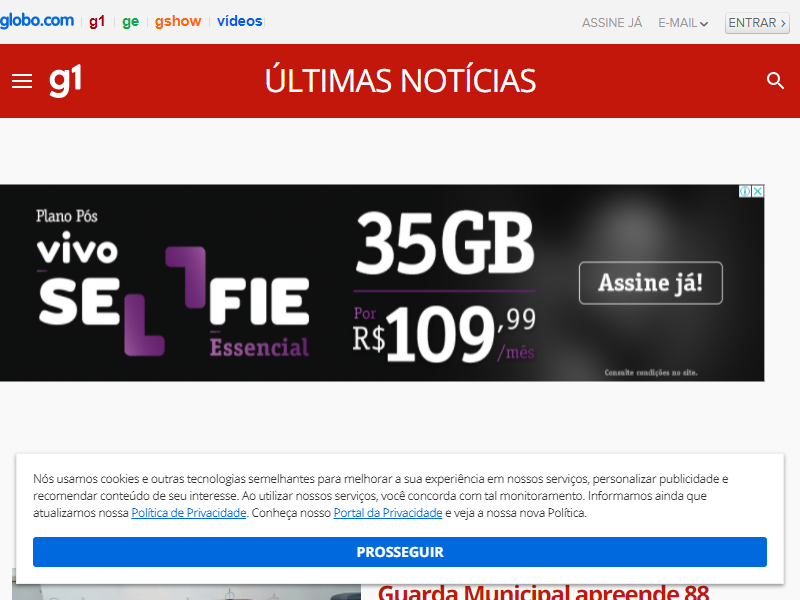 globo.com g1 ge gshow vídeos ASSINE JÁ E-MAIL ENTRAR
g1 ÚLTIMAS NOTÍCIAS
Plano Pós
vivo
SELFIE
Essencial
35GB
Por
R$109,99
/mês
Assine já!
Consulte condições no site.
Nós usamos cookies e outras tecnologias semelhantes para melhorar a sua experiência em nossos serviços, personalizar publicidade e
recomendar conteúdo de seu interesse. Ao utilizar nossos serviços, você concorda com tal monitoramento. Informamos ainda que
atualizamos nossa Política de Privacidade. Conheça nosso Portal da Privacidade e veja a nossa nova Política.
PROSSEGUIR
Guarda Municipal apreende 88